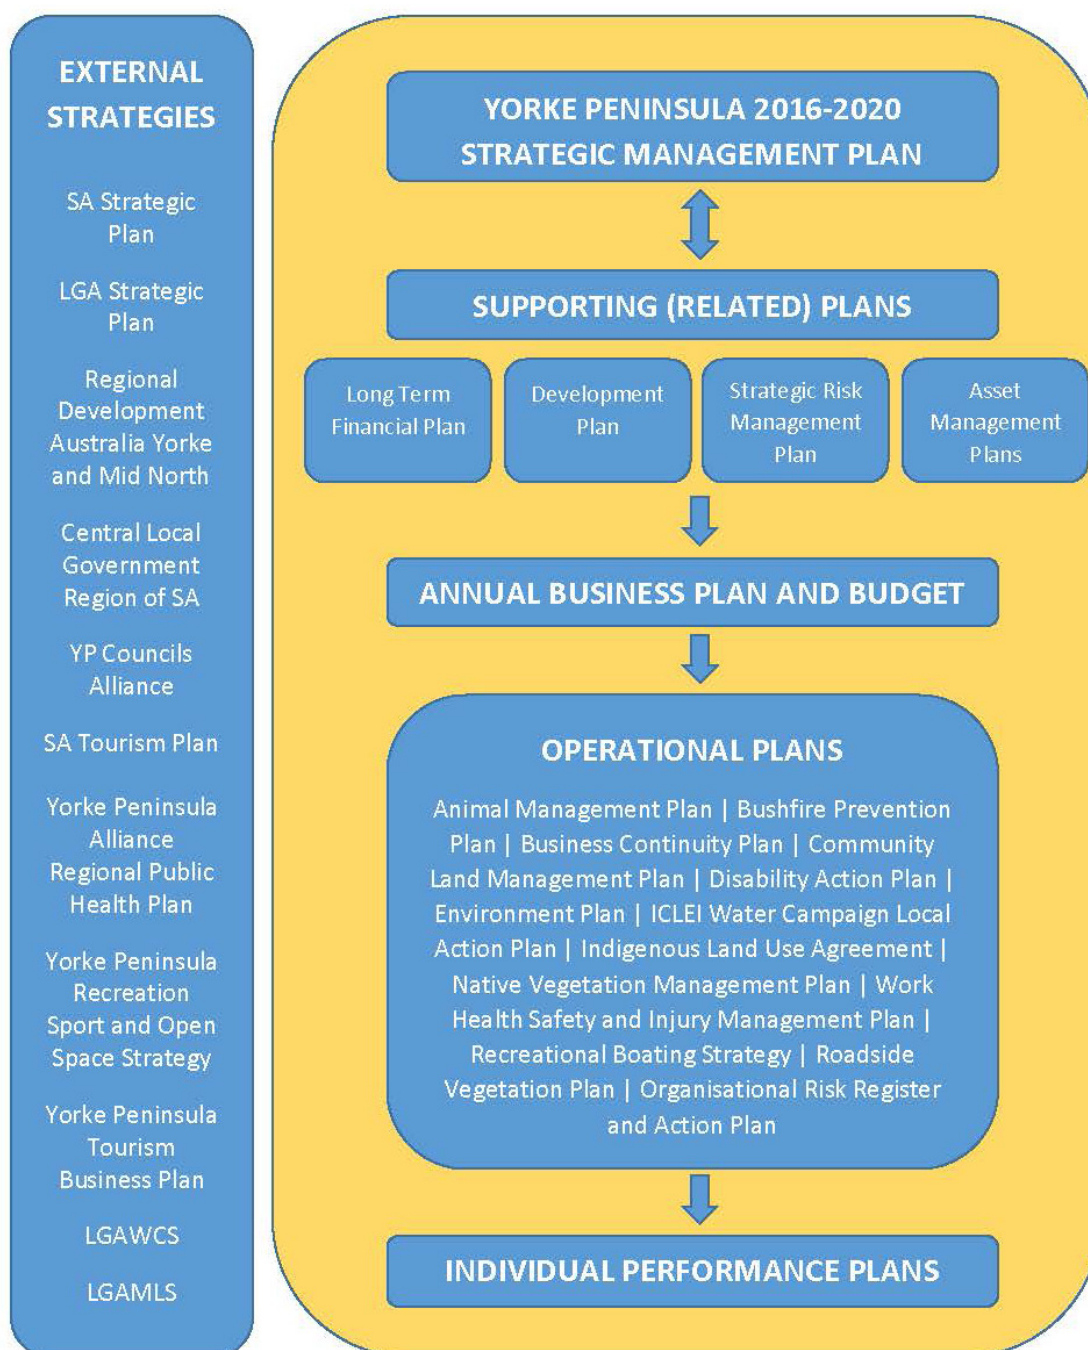 EXTERNAL
STRATEGIES
SA Strategic
Plan
LGA Strategic
Plan
Regional
Development
Australia Yorke
and Mid North
Central Local
Government
Region of SA
YP Councils
Alliance
SA Tourism Plan
Yorke Peninsula
Alliance
Regional Public
Health Plan
Yorke Peninsula
Recreation
Sport and Open
Space Strategy
Yorke Peninsula
Tourism
Business Plan
LGAWCS
LGAMLS
YORKE PENINSULA 2016-2020
STRATEGIC MANAGEMENT PLAN
SUPPORTING (RELATED) PLANS
Long Term
Financial Plan
Development
Plan
Strategic Risk
Management
Plan
Asset
Management
Plans
ANNUAL BUSINESS PLAN AND BUDGET
OPERATIONAL PLANS
Animal Management Plan | Bushfire Prevention
Plan | Business Continuity Plan | Community
Land Management Plan | Disability Action Plan |
Environment Plan | ICLEI Water Campaign Local
Action Plan | Indigenous Land Use Agreement |
Native Vegetation Management Plan | Work
Health Safety and Injury Management Plan |
Recreational Boating Strategy | Roadside
Vegetation Plan | Organisational Risk Register
and Action Plan
INDIVIDUAL PERFORMANCE PLANS